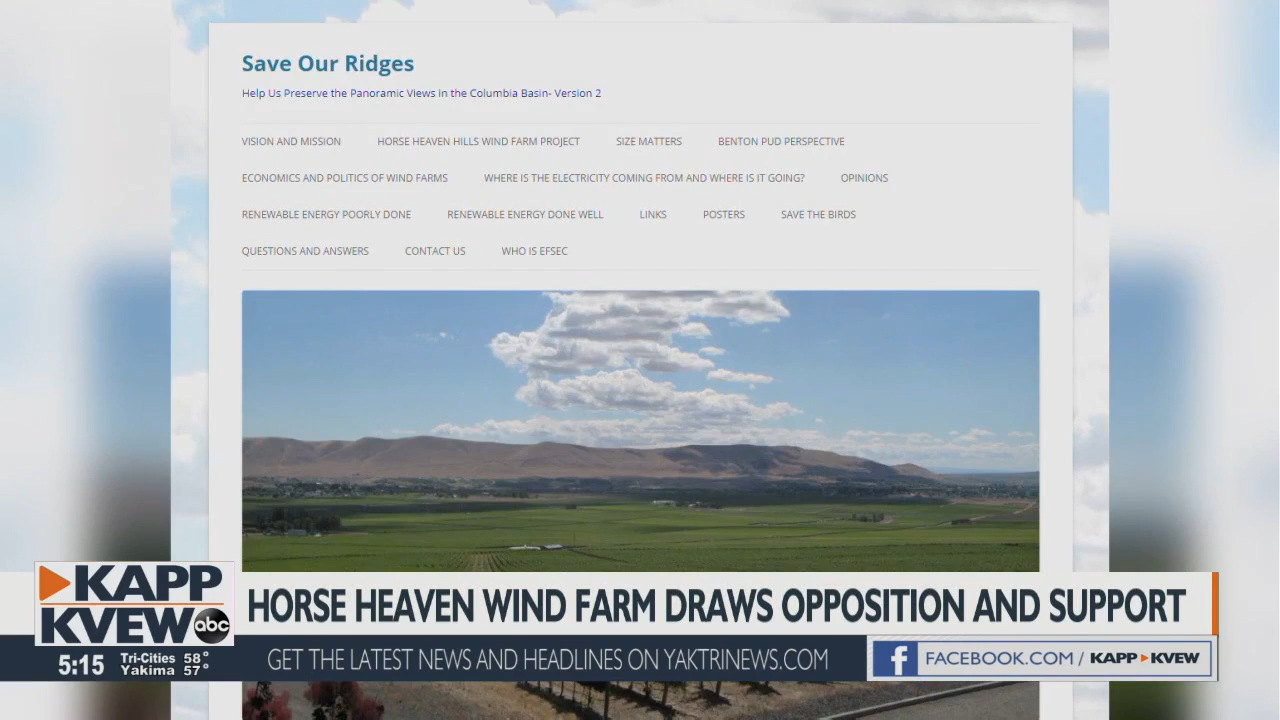 Save Our Ridges
Help Us Preserve the Panoramic Views in the Columbia Basin- Version 2
VISION AND MISSION HORSE HEAVEN HILLS WIND FARM PROJECT SIZE MATTERS BENTON PUD PERSPECTIVE
ECONOMICS AND POLITICS OF WIND FARMS WHERE IS THE ELECTRICITY COMING FROM AND WHERE IS IT GOING? OPINIONS
RENEWABLE ENERGY POORLY DONE RENEWABLE ENERGY DONE WELL LINKS POSTERS SAVE THE BIRDS
QUESTIONS AND ANSWERS CONTACT US WHO IS EFSEC
KAPP
KVEW abc
HORSE HEAVEN WIND FARM DRAWS OPPOSITION AND SUPPORT
5:15
Tri-Cities 58°
Yakima 57°
GET THE LATEST NEWS AND HEADLINES ON YAKTRINEWS.COM
f FACEBOOK.COM / KAPP KVEW